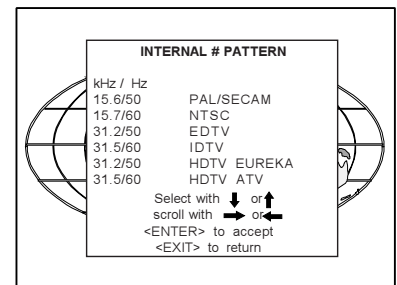 INTERNAL # PATTERN
kHz / Hz
15.6/50 PAL/SECAM
15.7/60 NTSC
31.2/50 EDTV
31.5/60 IDTV
31.2/50 HDTV EUREKA
31.5/60 HDTV ATV
Select with ⬇ or ⬆
scroll with ➡ or ⬅
<ENTER> to accept
<EXIT> to return